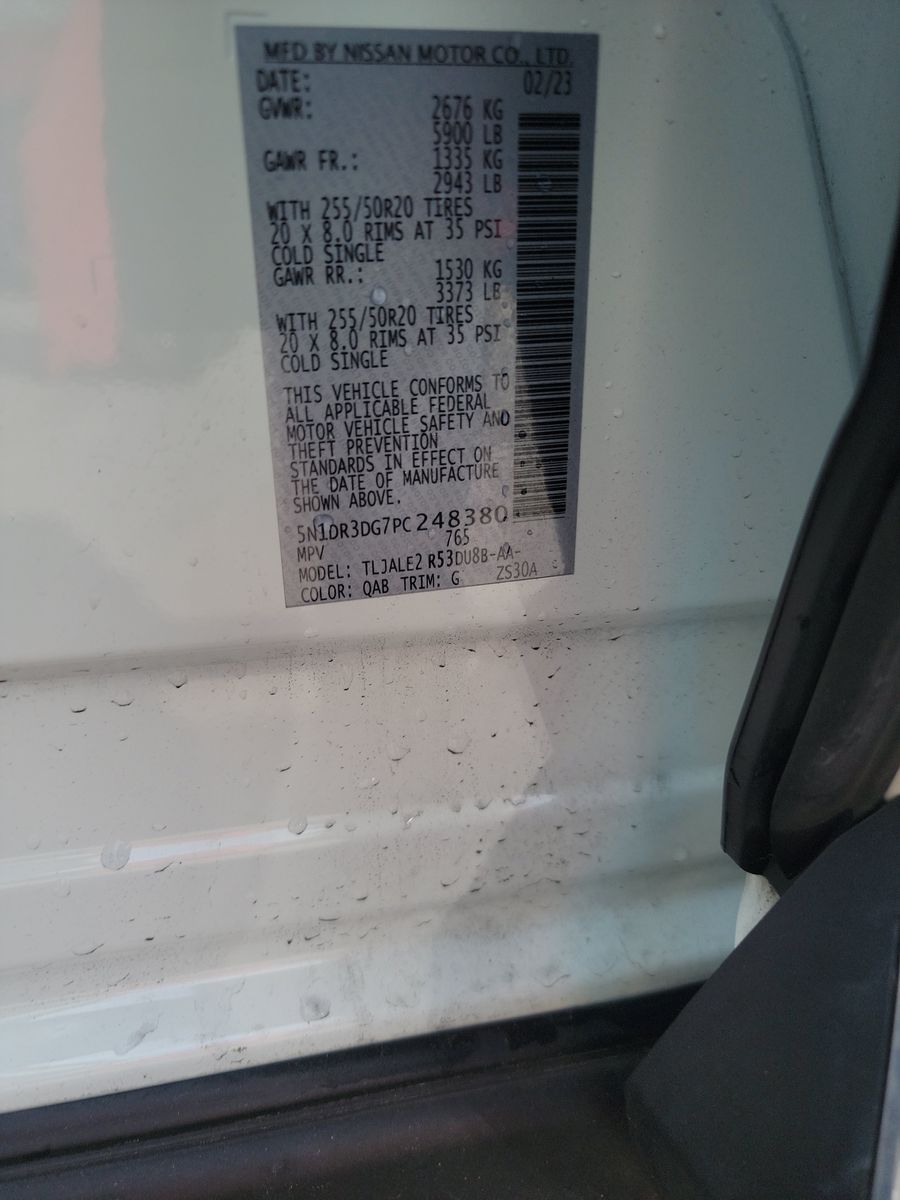 MFD BY NISSAN MOTOR CO., LTD.
DATE: 02/23
GVWR: 2676 KG
5900 LB
GAWR FR.: 1335 KG
2943 LB
WITH 255/50R20 TIRES
20 X 8.0 RIMS AT 35 PSI
COLD SINGLE
GAWR RR.: 1530 KG
3373 LB
WITH 255/50R20 TIRES
20 X 8.0 RIMS AT 35 PSI
COLD SINGLE
THIS VEHICLE CONFORMS TO
ALL APPLICABLE FEDERAL
MOTOR VEHICLE SAFETY AND
THEFT PREVENTION
STANDARDS IN EFFECT ON
THE DATE OF MANUFACTURE
SHOWN ABOVE.
5N1DR3DG7PC248380
MPV 765
MODEL: TLJALE2 R53DU8B-AA-
COLOR: QAB TRIM: G ZS30A